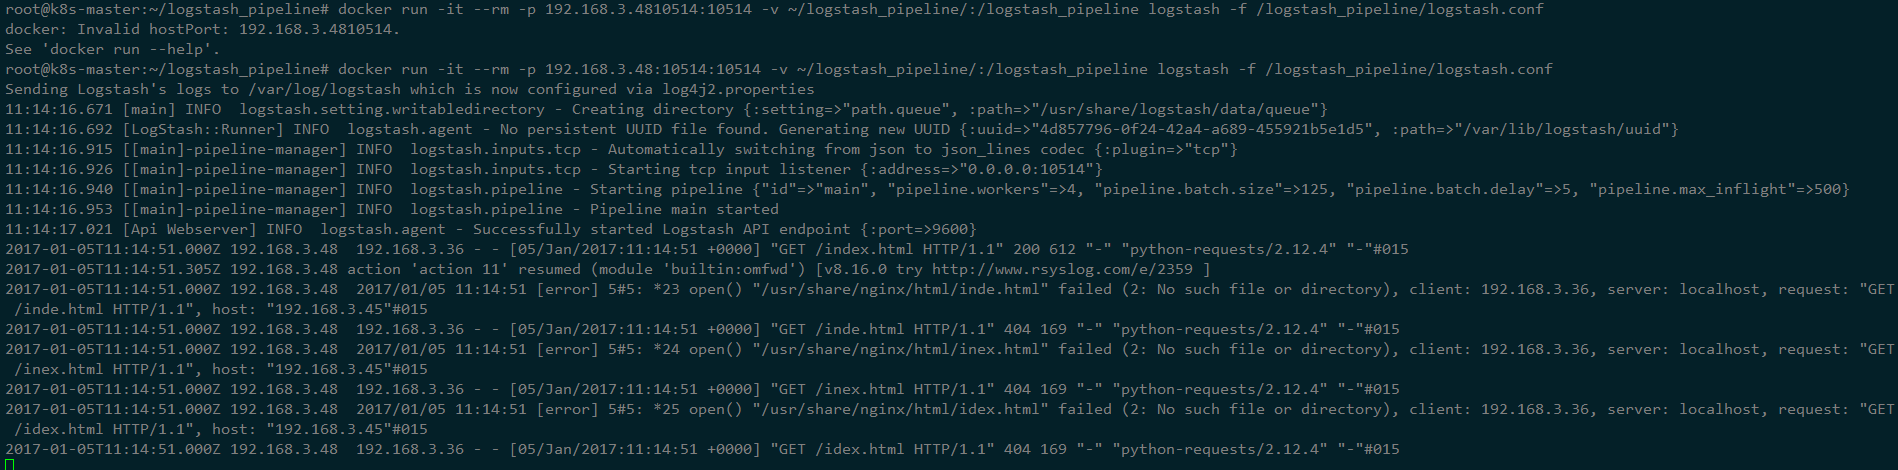 root@k8s-master:~/logstash_pipeline# docker run -it --rm -p 192.168.3.4810514:10514 -v ~/logstash_pipeline/:/logstash_pipeline logstash -f /logstash_pipeline/logstash.conf
docker: Invalid hostPort: 192.168.3.4810514.
See 'docker run --help'.
root@k8s-master:~/logstash_pipeline# docker run -it --rm -p 192.168.3.48:10514:10514 -v ~/logstash_pipeline/:/logstash_pipeline logstash -f /logstash_pipeline/logstash.conf
Sending Logstash's logs to /var/log/logstash which is now configured via log4j2.properties
11:14:16.671 [main] INFO  logstash.setting.writabledirectory - Creating directory {:setting=>"path.queue", :path=>"/usr/share/logstash/data/queue"}
11:14:16.692 [LogStash::Runner] INFO  logstash.agent - No persistent UUID file found. Generating new UUID {:uuid=>"4d857796-0f24-42a4-a689-455921b5e1d5", :path=>"/var/lib/logstash/uuid"}
11:14:16.915 [[main]-pipeline-manager] INFO  logstash.inputs.tcp - Automatically switching from json to json_lines codec {:plugin=>"tcp"}
11:14:16.926 [[main]-pipeline-manager] INFO  logstash.inputs.tcp - Starting tcp input listener {:address=>"0.0.0.0:10514"}
11:14:16.940 [[main]-pipeline-manager] INFO  logstash.pipeline - Starting pipeline {"id"=>"main", "pipeline.workers"=>4, "pipeline.batch.size"=>125, "pipeline.batch.delay"=>5, "pipeline.max_inflight"=>500}
11:14:16.953 [[main]-pipeline-manager] INFO  logstash.pipeline - Pipeline main started
11:14:17.021 [Api Webserver] INFO  logstash.agent - Successfully started Logstash API endpoint {:port=>9600}
2017-01-05T11:14:51.000Z 192.168.3.48  192.168.3.36 - - [05/Jan/2017:11:14:51 +0000] "GET /index.html HTTP/1.1" 200 612 "-" "python-requests/2.12.4" "-"#015
2017-01-05T11:14:51.305Z 192.168.3.48 action 'action 11' resumed (module 'builtin:omfwd') [v8.16.0 try http://www.rsyslog.com/e/2359 ]
2017-01-05T11:14:51.000Z 192.168.3.48  2017/01/05 11:14:51 [error] 5#5: *23 open() "/usr/share/nginx/html/inde.html" failed (2: No such file or directory), client: 192.168.3.36, server: localhost, request: "GET
/inde.html HTTP/1.1", host: "192.168.3.45"#015
2017-01-05T11:14:51.000Z 192.168.3.48  192.168.3.36 - - [05/Jan/2017:11:14:51 +0000] "GET /inde.html HTTP/1.1" 404 169 "-" "python-requests/2.12.4" "-"#015
2017-01-05T11:14:51.000Z 192.168.3.48  2017/01/05 11:14:51 [error] 5#5: *24 open() "/usr/share/nginx/html/inex.html" failed (2: No such file or directory), client: 192.168.3.36, server: localhost, request: "GET
/inex.html HTTP/1.1", host: "192.168.3.45"#015
2017-01-05T11:14:51.000Z 192.168.3.48  192.168.3.36 - - [05/Jan/2017:11:14:51 +0000] "GET /inex.html HTTP/1.1" 404 169 "-" "python-requests/2.12.4" "-"#015
2017-01-05T11:14:51.000Z 192.168.3.48  2017/01/05 11:14:51 [error] 5#5: *25 open() "/usr/share/nginx/html/idex.html" failed (2: No such file or directory), client: 192.168.3.36, server: localhost, request: "GET
/idex.html HTTP/1.1", host: "192.168.3.45"#015
2017-01-05T11:14:51.000Z 192.168.3.48  192.168.3.36 - - [05/Jan/2017:11:14:51 +0000] "GET /idex.html HTTP/1.1" 404 169 "-" "python-requests/2.12.4" "-"#015